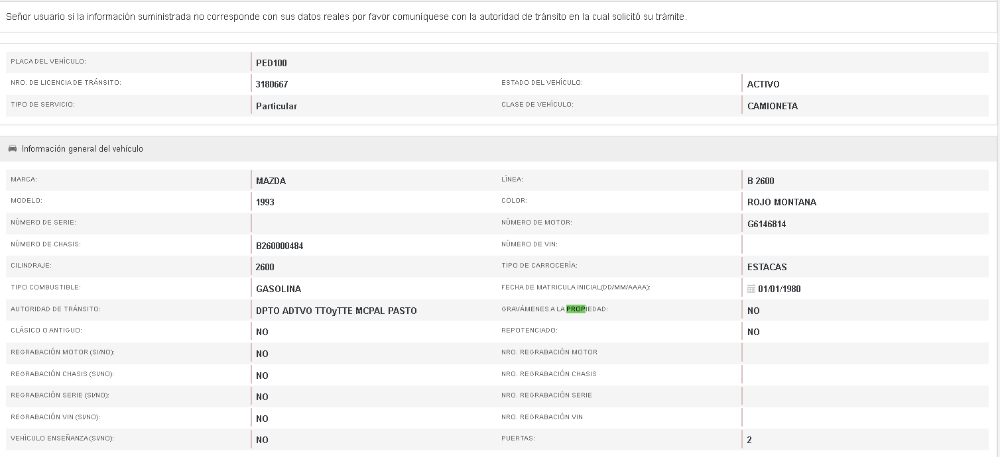 Señor usuario si la información suministrada no corresponde con sus datos reales por favor comuníquese con la autoridad de tránsito en la cual solicitó su trámite.
PLACA DEL VEHÍCULO: PED100
NRO. DE LICENCIA DE TRÁNSITO: 3180667 ESTADO DEL VEHÍCULO: ACTIVO
TIPO DE SERVICIO: Particular CLASE DE VEHÍCULO: CAMIONETA
Información general del vehículo
MARCA: MAZDA LÍNEA: B 2600
MODELO: 1993 COLOR: ROJO MONTANA
NÚMERO DE SERIE: NÚMERO DE MOTOR: G6146814
NÚMERO DE CHASIS: B260000484 NÚMERO DE VIN:
CILINDRAJE: 2600 TIPO DE CARROCERÍA: ESTACAS
TIPO COMBUSTIBLE: GASOLINA FECHA DE MATRICULA INICIAL(DD/MM/AAAA): 01/01/1980
AUTORIDAD DE TRÁNSITO: DPTO ADTVO TTOyTTE MCPAL PASTO GRAVÁMENES A LA PROPIEDAD: NO
CLÁSICO O ANTIGUO: NO REPOTENCIADO: NO
REGRABACIÓN MOTOR (SI/NO): NO NRO. REGRABACIÓN MOTOR
REGRABACIÓN CHASIS (SI/NO): NO NRO. REGRABACIÓN CHASIS
REGRABACIÓN SERIE (SI/NO): NO NRO. REGRABACIÓN SERIE
REGRABACIÓN VIN (SI/NO): NO NRO. REGRABACIÓN VIN
VEHÍCULO ENSEÑANZA (SI/NO): NO PUERTAS: 2